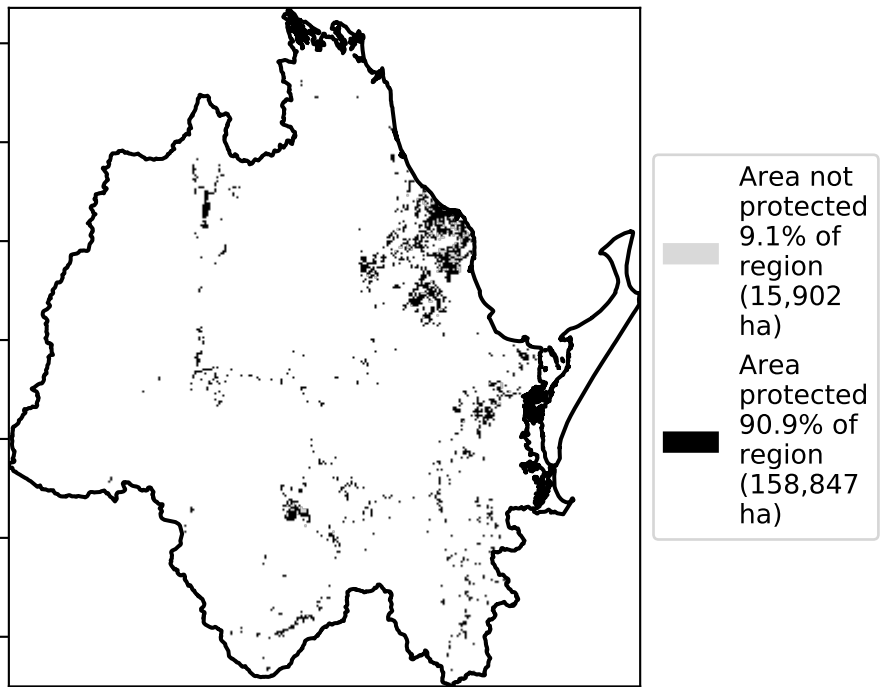 Area not
protected
9.1% of
region
(15,902
ha)
Area
protected
90.9% of
region
(158,847
ha)